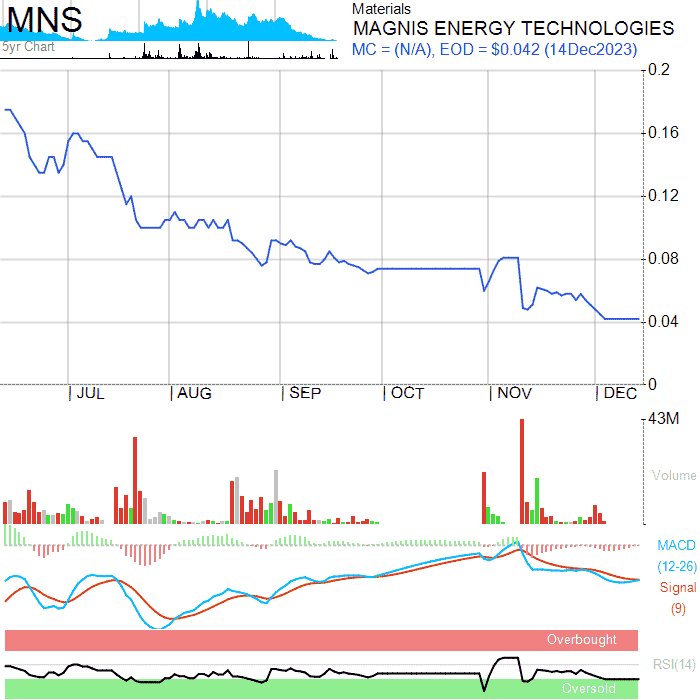 MNS
5yr Chart
Materials
MAGNIS ENERGY TECHNOLOGIES
MC = (N/A), EOD = $0.042 (14Dec2023)
0.2
0.16
0.12
0.08
0.04
0
JUL AUG SEP OCT NOV DEC
43M
Volume
MACD
(12-26)
Signal
(9)
Overbought
RSI(14)
Oversold